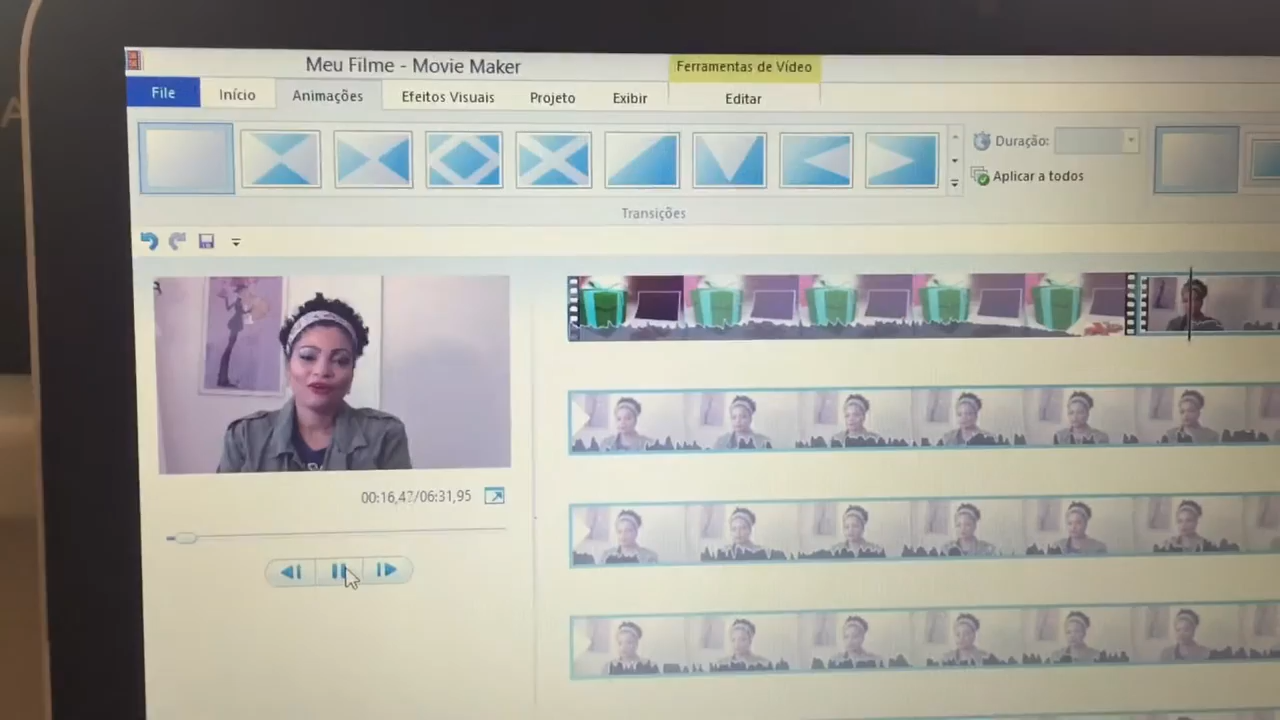 Meu Filme - Movie Maker
Ferramentas de Vídeo
File Início Animações Efeitos Visuais Projeto Exibir Editar
Duração:
Aplicar a todos
Transições
00:16,47/06:31,95